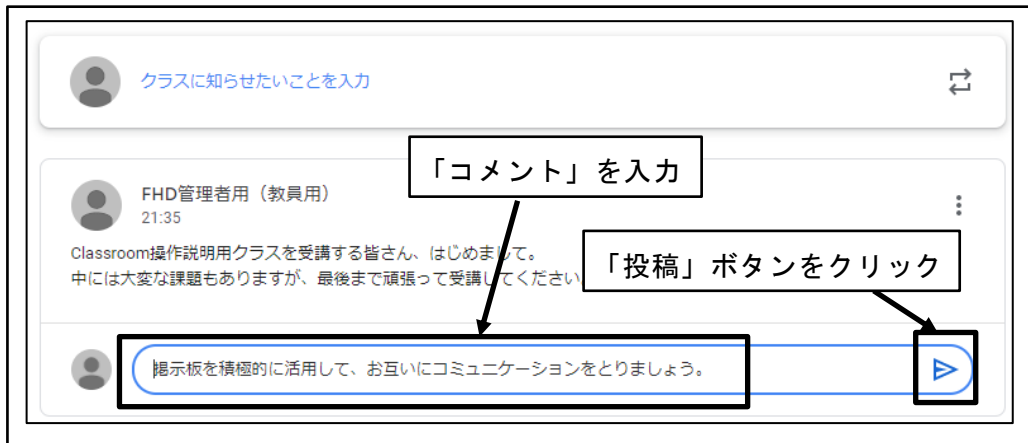 クラスに知らせたいことを入力
「コメント」を入力
FHD管理者用（教員用）
21:35
Classroom操作説明用クラスを受講する皆さん、はじめまして。
中には大変な課題もありますが、最後まで頑張って受講してください
「投稿」ボタンをクリック
掲示板を積極的に活用して、お互いにコミュニケーションをとりましょう。